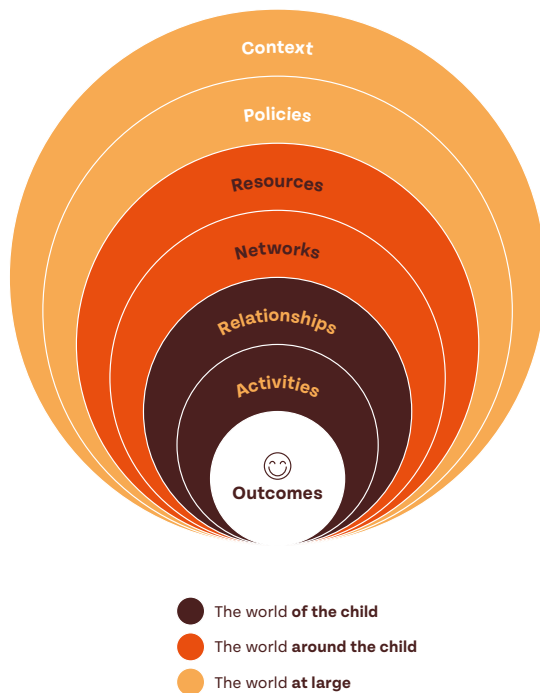 Context
Policies
Resources
Networks
Relationships
Activities
Outcomes
The world of the child
The world around the child
The world at large